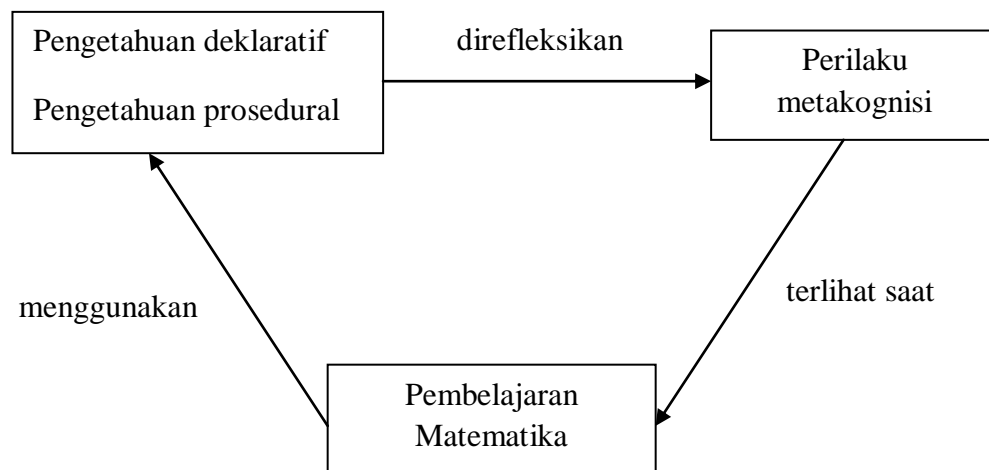 Pengetahuan deklaratif
Pengetahuan prosedural
direfleksikan
Perilaku
metakognisi
menggunakan
terlihat saat
Pembelajaran
Matematika